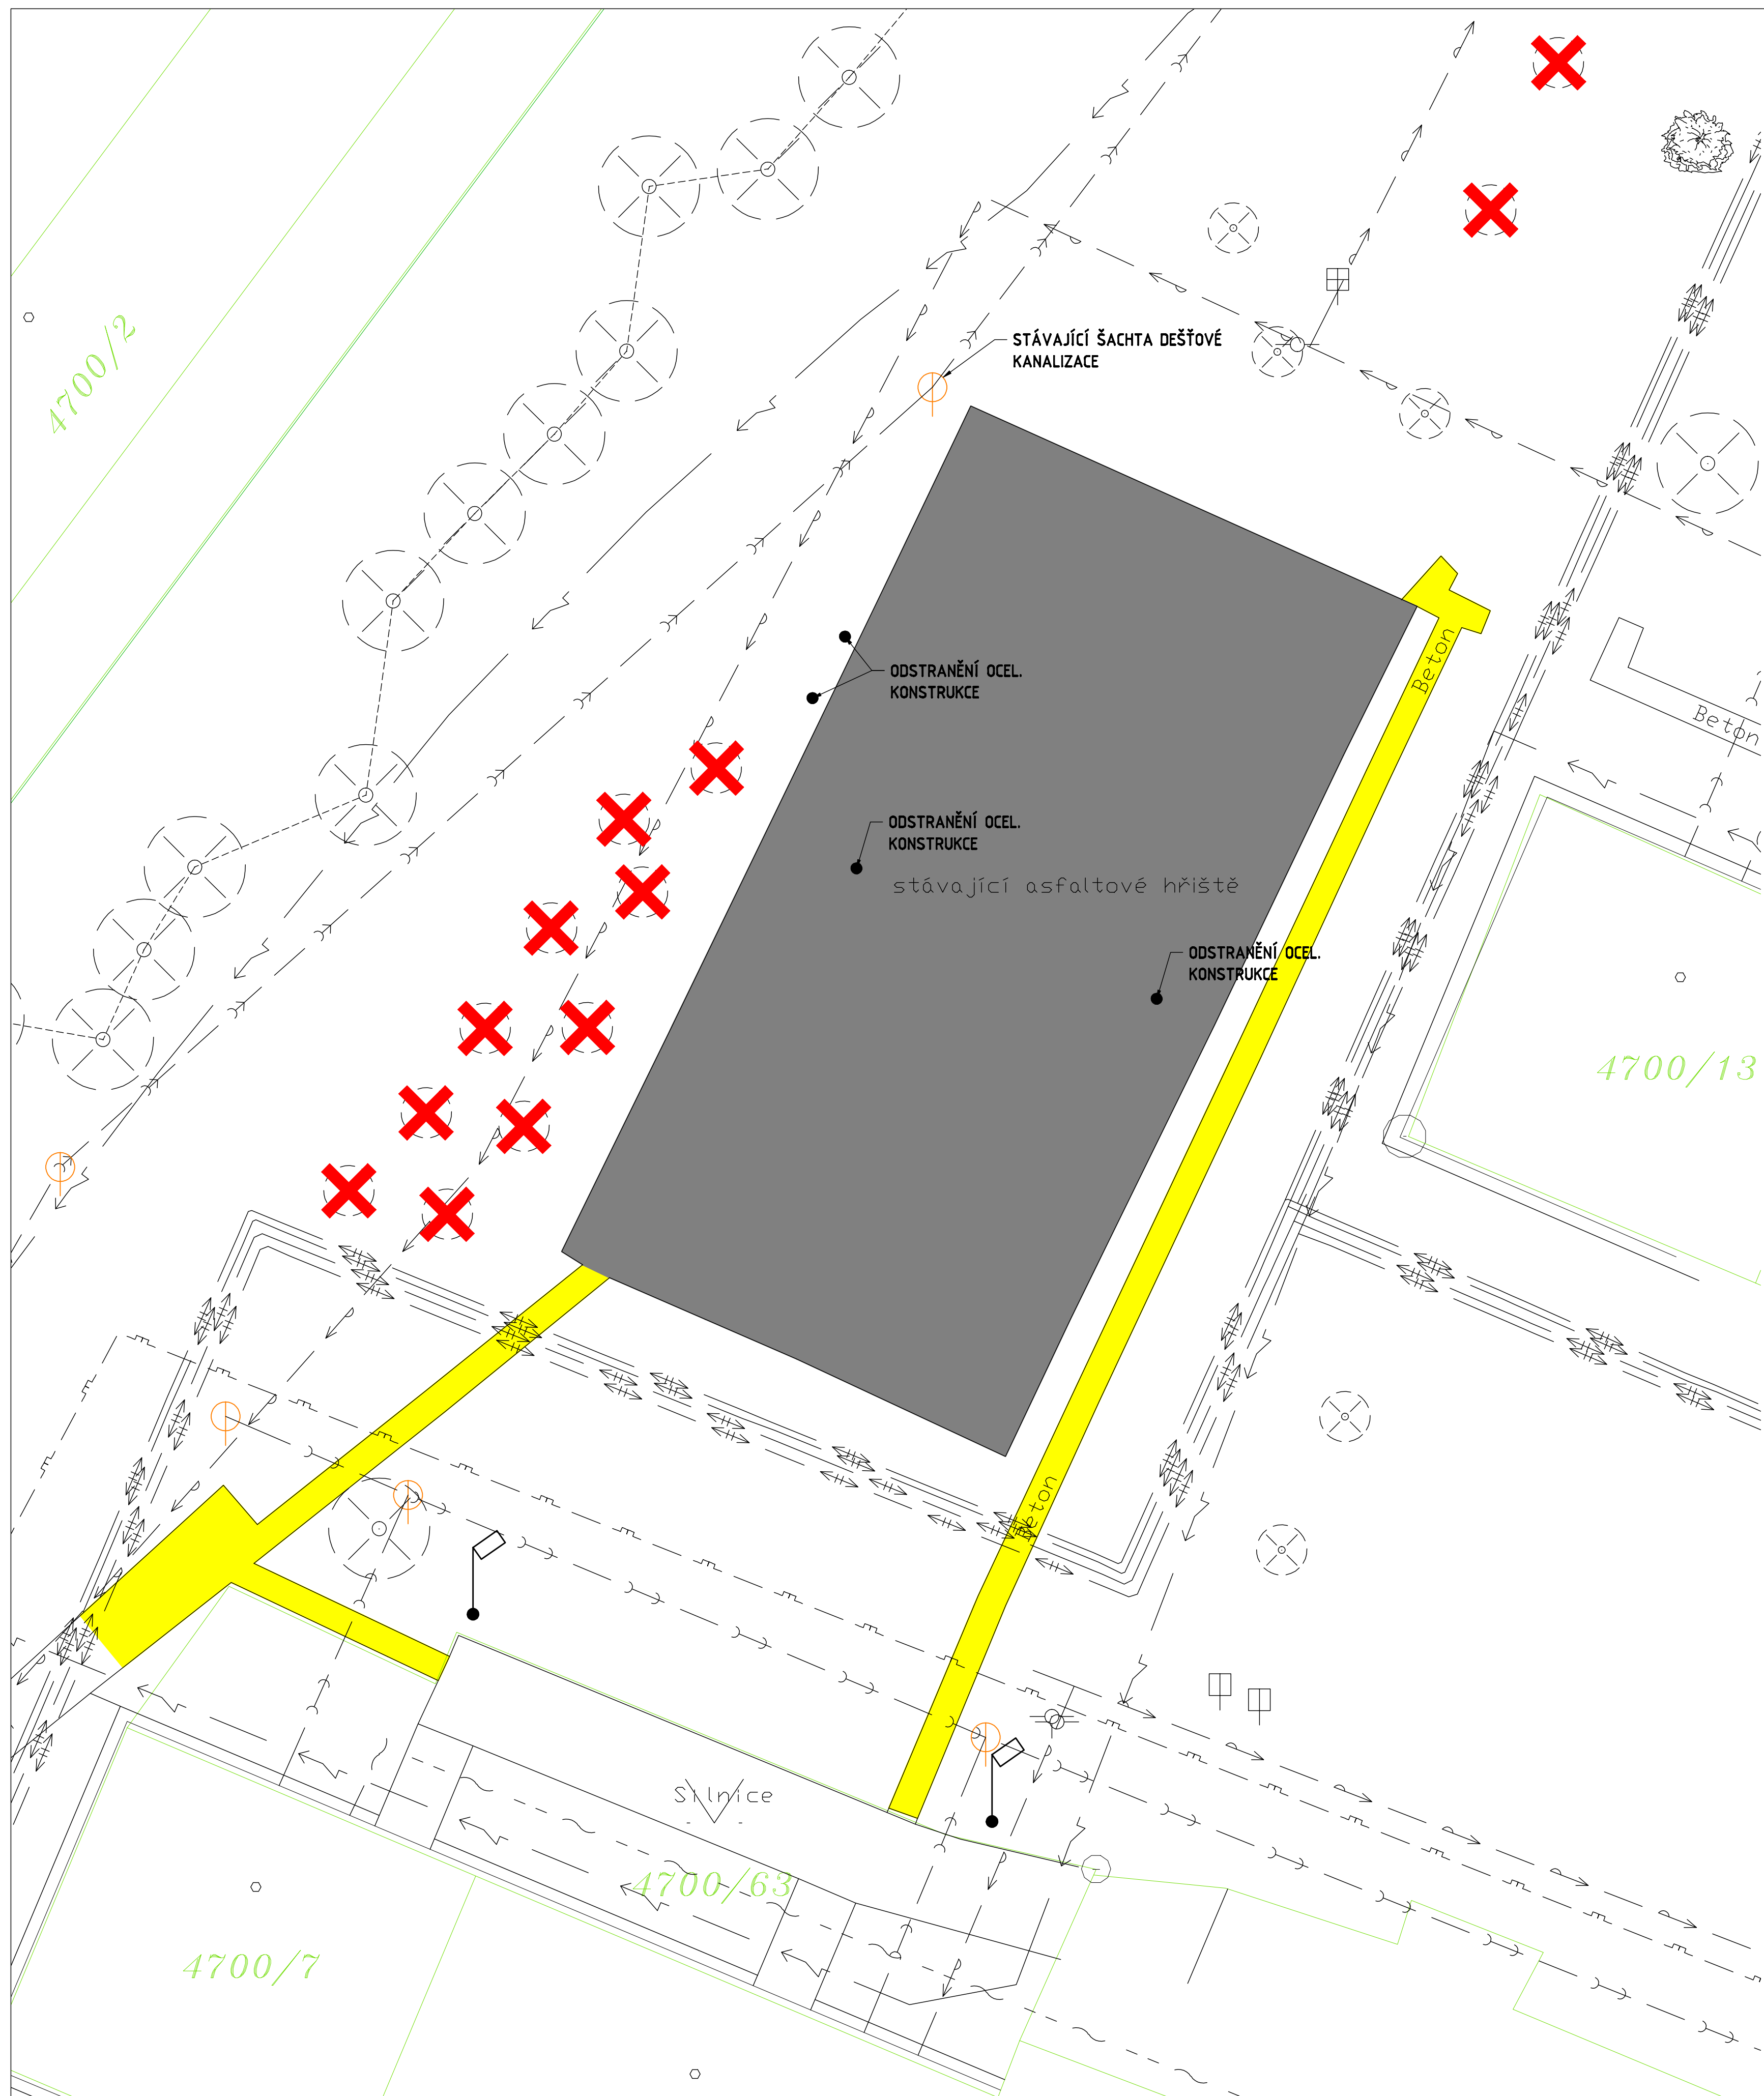 4700/2
STÁVAJÍCÍ ŠACHTA DEŠŤOVÉ
KANALIZACE
Beton
ODSTRANĚNÍ OCEL.
KONSTRUKCE
Beton
ODSTRANĚNÍ OCEL.
KONSTRUKCE
stávající asfaltové hřiště
ODSTRANĚNÍ OCEL.
KONSTRUKCE
4700/13
Beton
Silnice
4700/63
4700/7